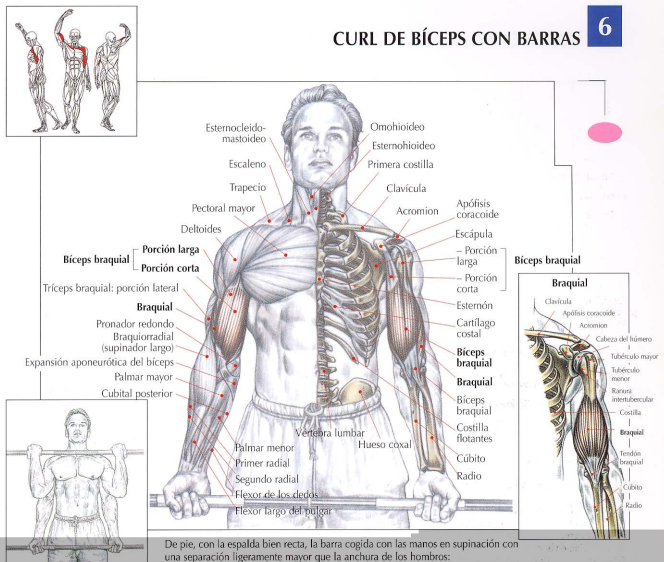 CURL DE BÍCEPS CON BARRAS 6
Esternocleido-
mastoideo
Escaleno
Trapecio
Pectoral mayor
Deltoides
Bíceps braquial
Porción larga
Porción corta
Tríceps braquial: porción lateral
Braquial
Pronador redondo
Braquiorradial
(supinador largo)
Expansión aponeurótica del bíceps
Palmar mayor
Cubital posterior
Omohioideo
Esternohioideo
Primera costilla
Clavícula
Acromion
Apófisis
coracoide
Escápula
– Porción
larga
– Porción
corta
Bíceps braquial
Esternón
Cartílago
costal
Bíceps
braquial
Braquial
Bíceps
braquial
Costilla
flotantes
Cúbito
Radio
Vértebra lumbar
Hueso coxal
Palmar menor
Primer radial
Segundo radial
Flexor de los dedos
Flexor largo del pulgar
Braquial
Clavícula
Apófisis coracoide
Acromion
Cabeza del húmero
Tubérculo mayor
Tubérculo
menor
Ranura
intertubercular
Costilla
Braquial
Tendón
braquial
Cúbito
Radio
De pie, con la espalda bien recta, la barra cogida con las manos en supinación con
una separación ligeramente mayor que la anchura de los hombros: